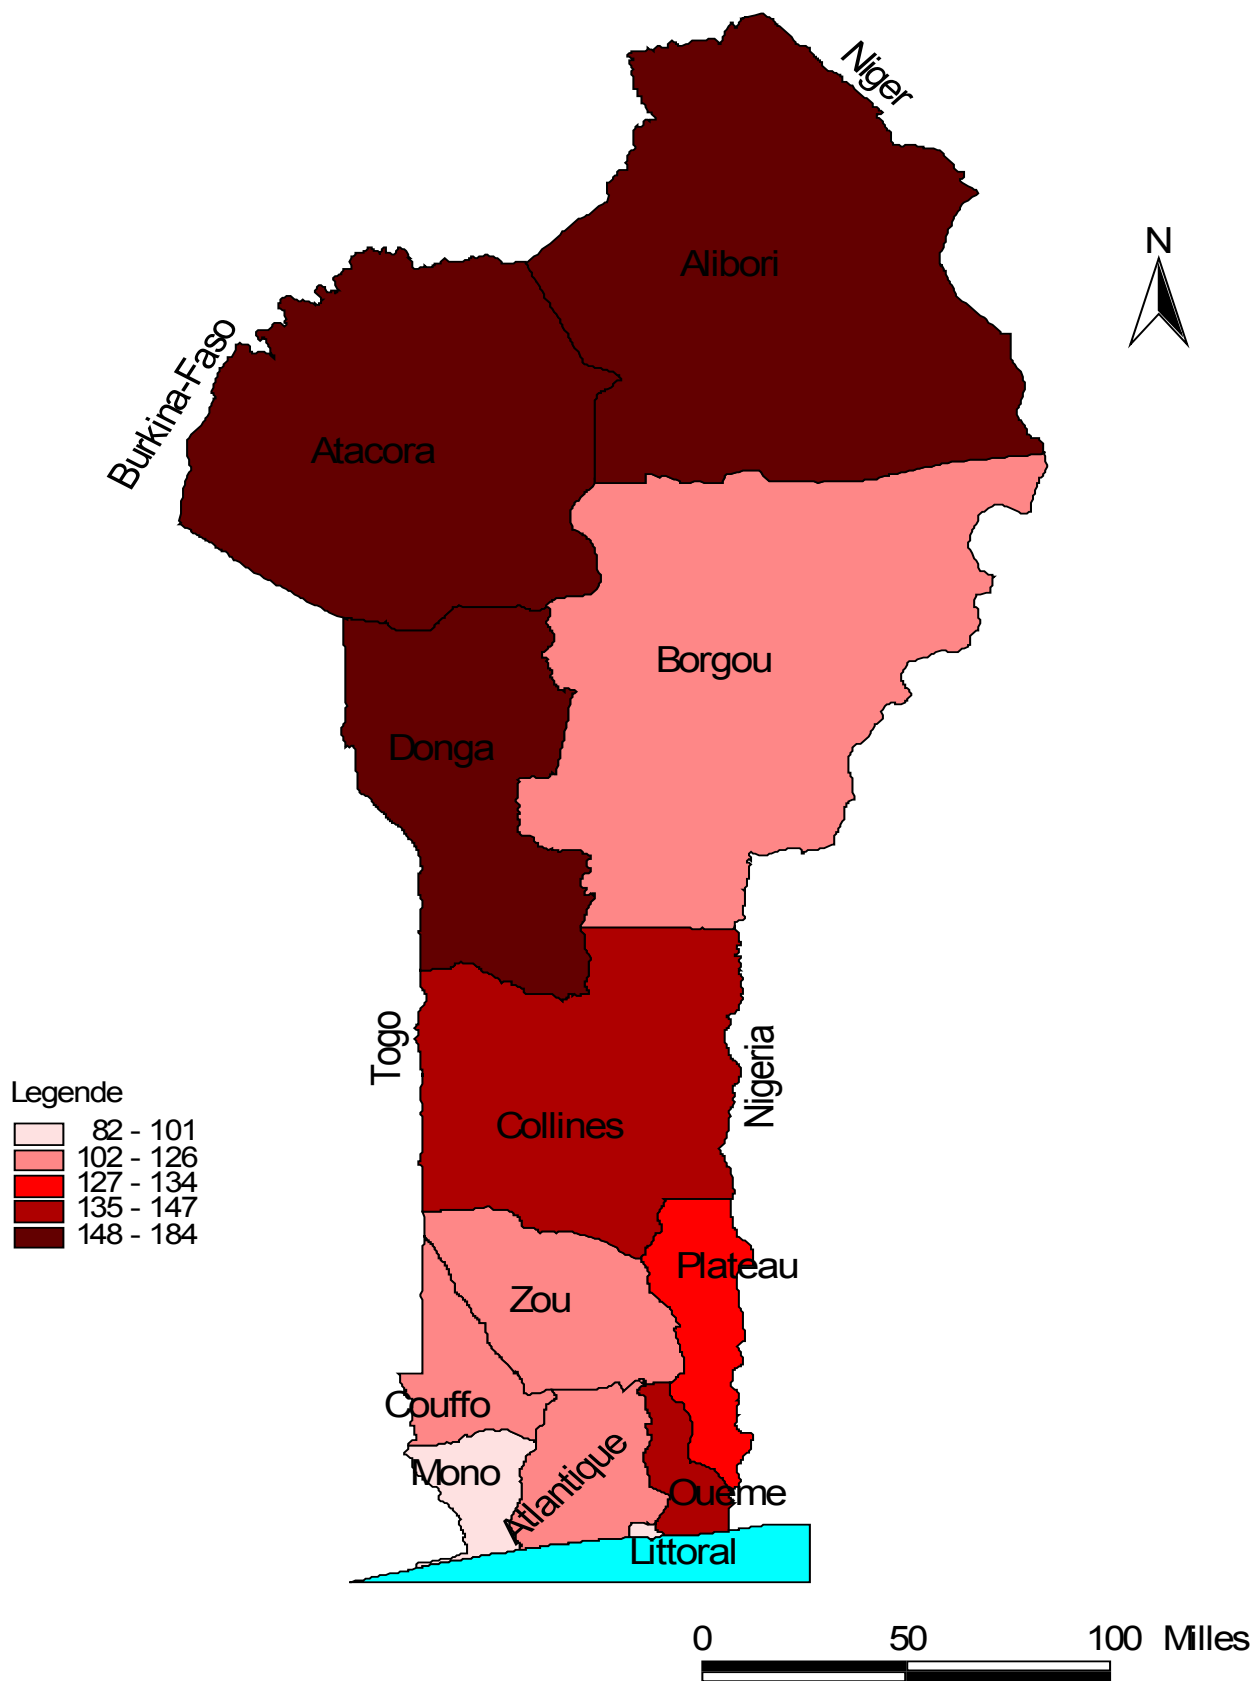 Niger
N
Alibori
Burkina-Faso
Atacora
Borgou
Donga
Togo
Nigeria
Legende
82 - 101
102 - 126
127 - 134
135 - 147
148 - 184
Collines
Plateau
Zou
Couffo
Mono
Atlantique
Oueme
Littoral
0 50 100 Milles